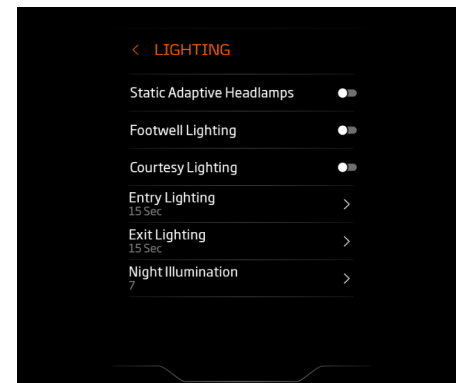 < LIGHTING
Static Adaptive Headlamps
Footwell Lighting
Courtesy Lighting
Entry Lighting
15 Sec
Exit Lighting
15 Sec
Night Illumination
7